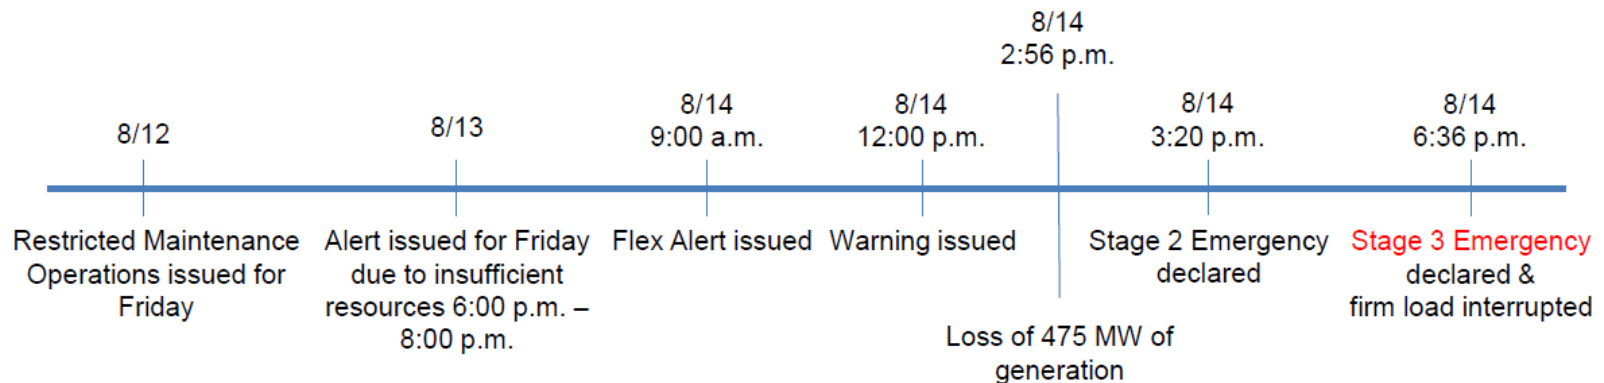 8/12
Restricted Maintenance
Operations issued for
Friday
8/13
Alert issued for Friday
due to insufficient
resources 6:00 p.m. –
8:00 p.m.
8/14
9:00 a.m.
Flex Alert issued
8/14
12:00 p.m.
Warning issued
8/14
2:56 p.m.
Loss of 475 MW of
generation
8/14
3:20 p.m.
Stage 2 Emergency
declared
8/14
6:36 p.m.
Stage 3 Emergency
declared &
firm load interrupted